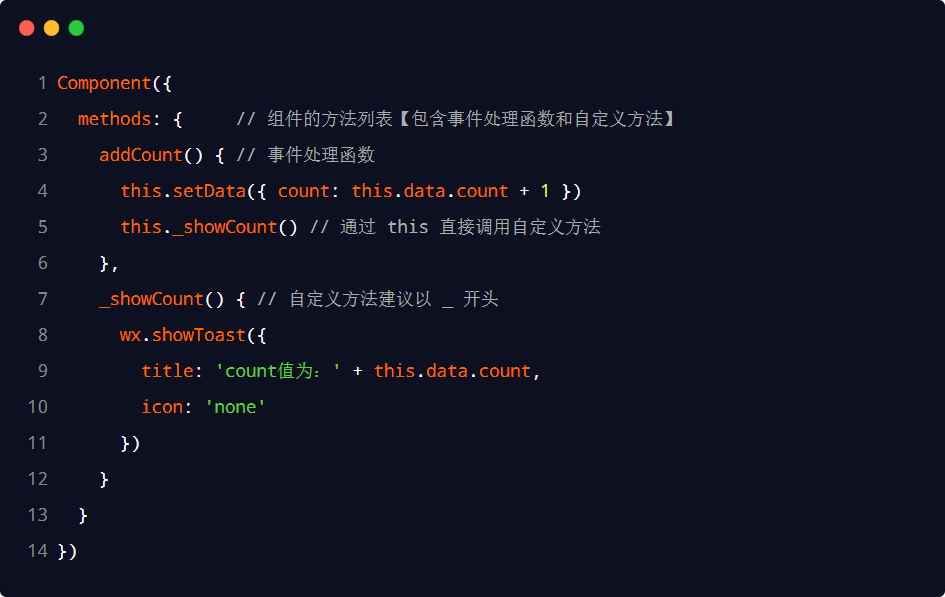 1 Component({
2   methods: {     // 组件的方法列表【包含事件处理函数和自定义方法】
3     addCount() { // 事件处理函数
4       this.setData({ count: this.data.count + 1 })
5       this._showCount() // 通过 this 直接调用自定义方法
6     },
7     _showCount() { // 自定义方法建议以 _ 开头
8       wx.showToast({
9         title: 'count值为：' + this.data.count,
10         icon: 'none'
11       })
12     }
13   }
14 })